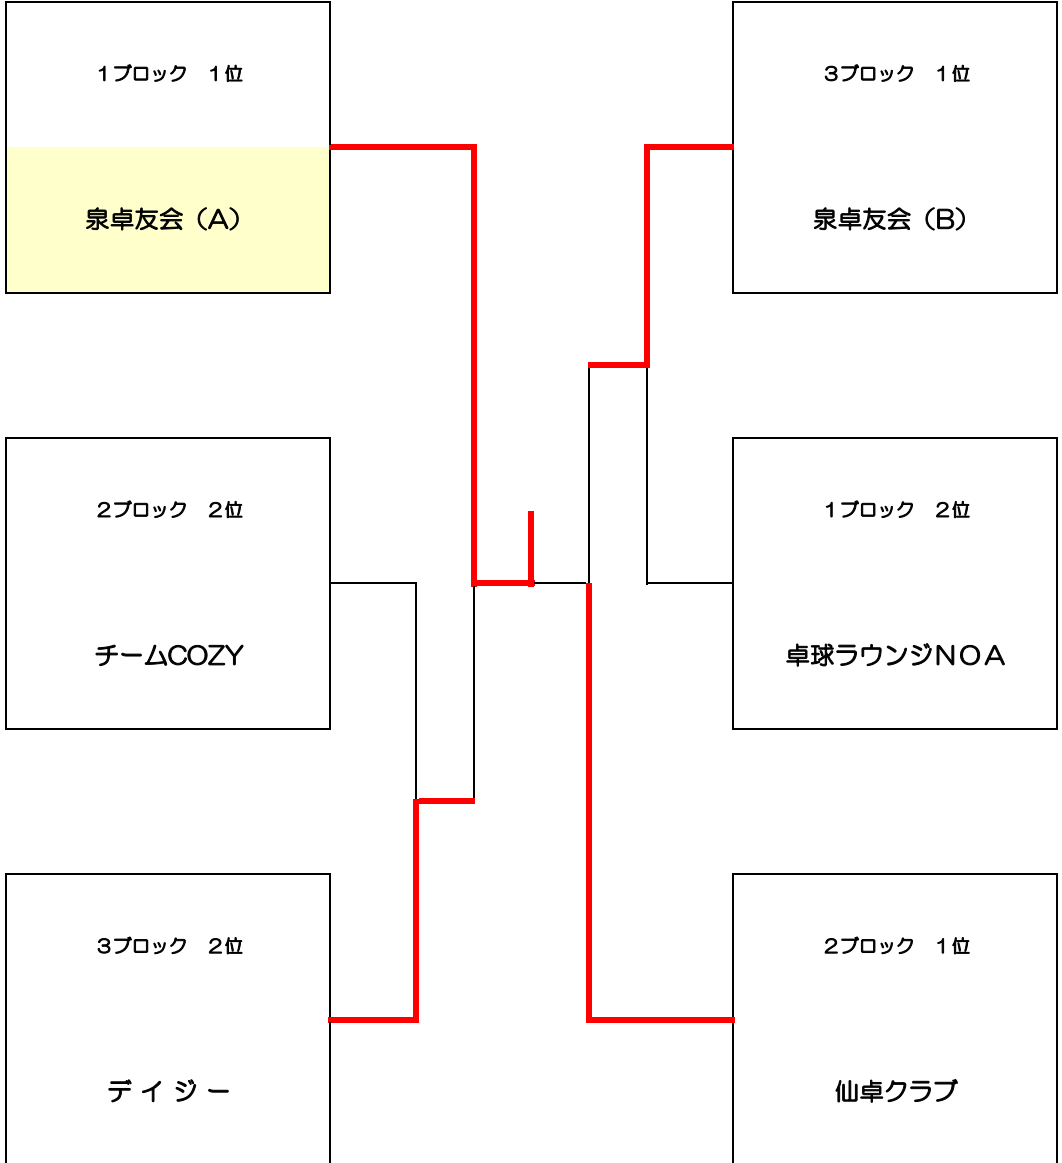 １ブロック　１位
３ブロック　１位
泉卓友会（A）
泉卓友会（B）
２ブロック　２位
１ブロック　２位
チームCOZY
卓球ラウンジＮＯＡ
３ブロック　２位
２ブロック　１位
デイジー
仙卓クラブ